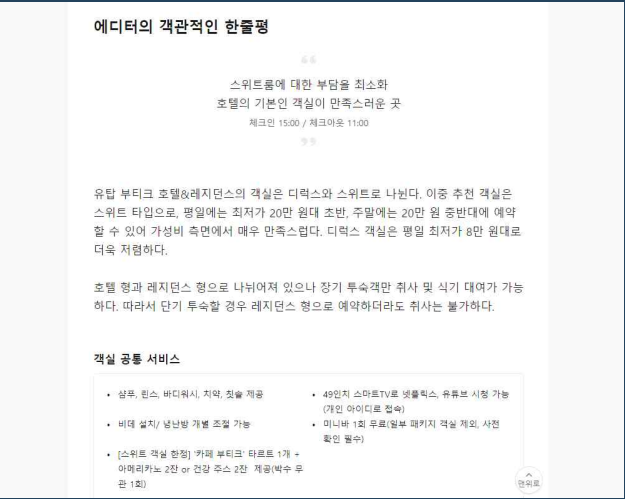 에디터의 객관적인 한줄평
스위트룸에 대한 부담을 최소화
호텔의 기본인 객실이 만족스러운 곳
체크인 15:00 / 체크아웃 11:00
유탑 부티크 호텔&레지던스의 객실은 디럭스와 스위트로 나뉜다. 이중 추천 객실은
스위트 타입으로, 평일에는 최저가 20만 원대 초반, 주말에는 20만 원 중반대에 예약
할 수 있어 가성비 측면에서 매우 만족스럽다. 디럭스 객실은 평일 최저가 8만 원대로
더욱 저렴하다.
호텔 형과 레지던스 형으로 나뉘어져 있으나 장기 투숙객만 취사 및 식기 대여가 가능
하다. 따라서 단기 투숙할 경우 레지던스 형으로 예약하더라도 취사는 불가하다.
객실 공통 서비스
• 샴푸, 린스, 바디워시, 치약, 칫솔 제공
• 49인치 스마트TV로 넷플릭스, 유튜브 시청 가능
(개인 아이디로 접속)
• 비데 설치/ 냉난방 개별 조절 가능
• 미니바 1회 무료(일부 패키지 객실 제외, 사전
확인 필수)
• [스위트 객실 한정] '카페 부티크' 타르트 1개 +
아메리카노 2잔 or 건강 주스 2잔 제공(박수 무
관 1회)
맨위로